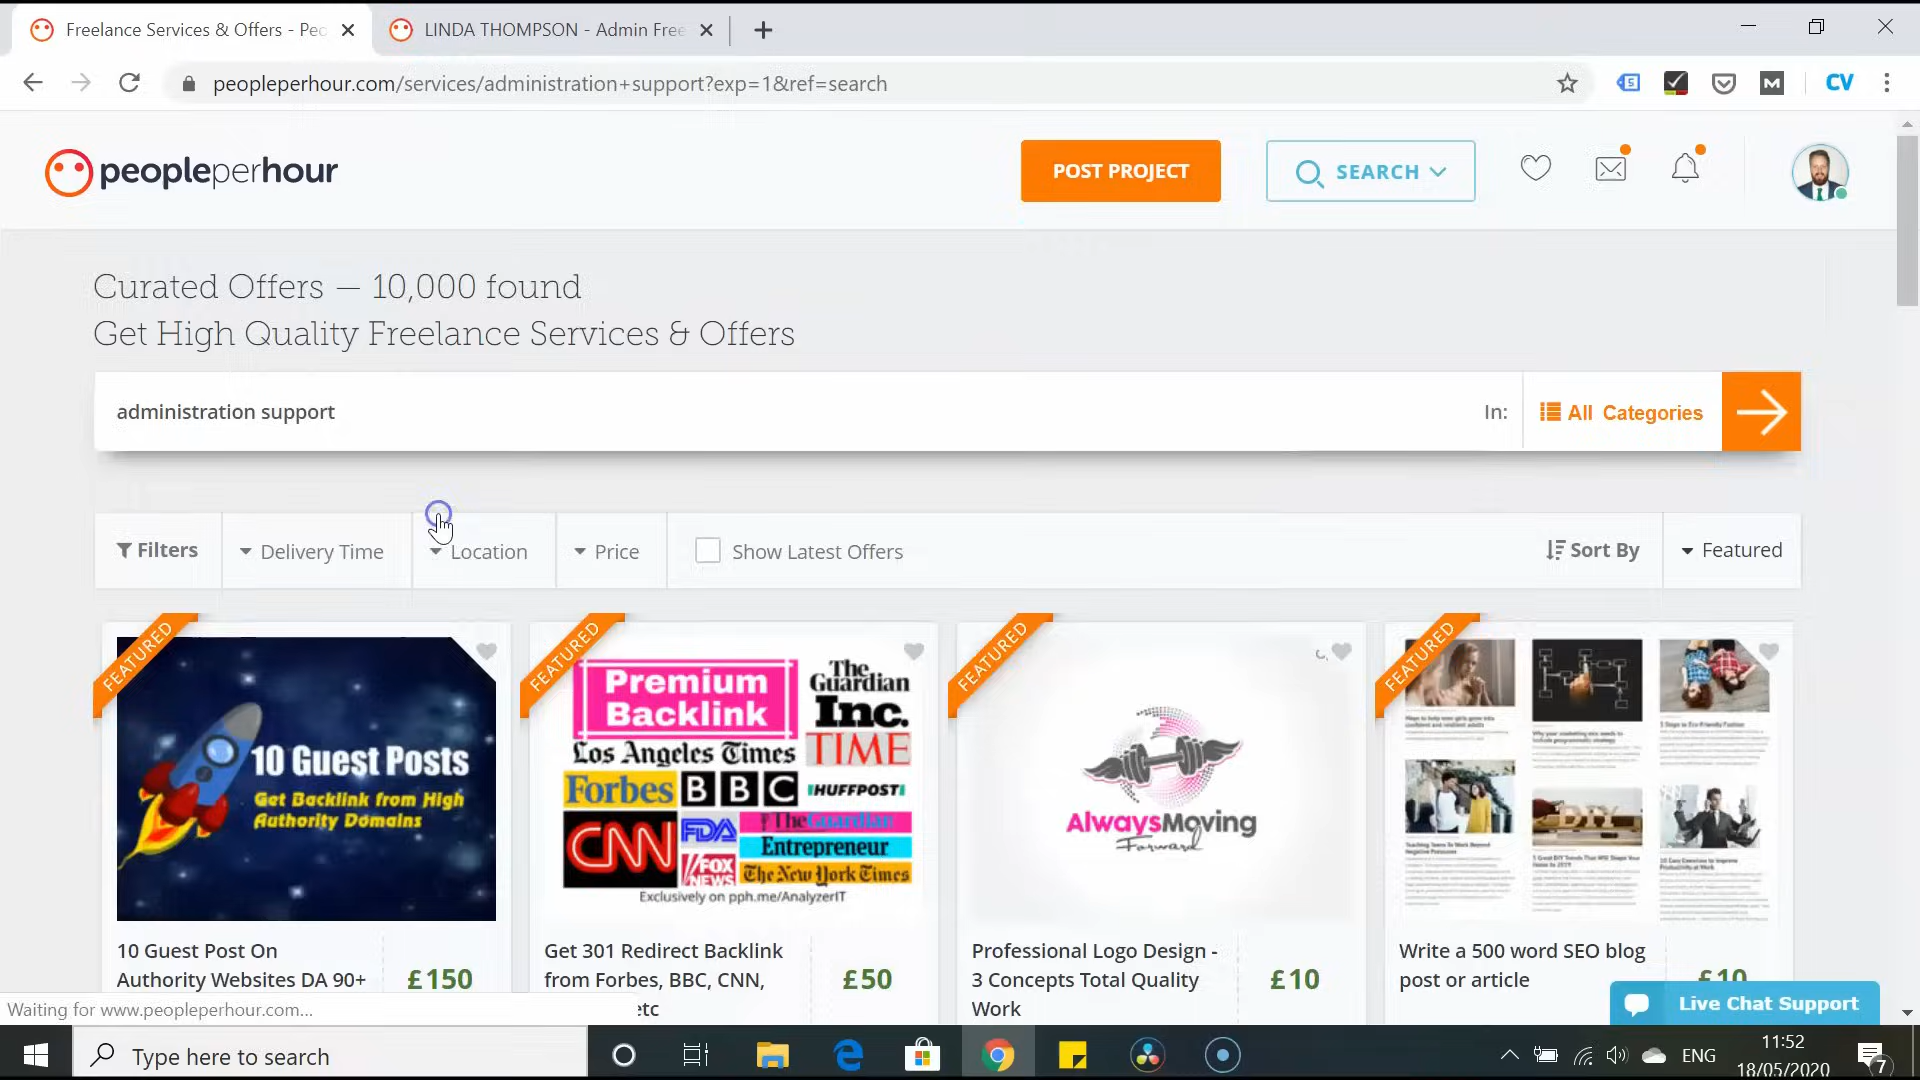 Freelance Services & Offers - Peo
LINDA THOMPSON - Admin Free
peopleperhour.com/services/administration+support?exp=1&ref=search
CV
peopleperhour
POST PROJECT
SEARCH
Curated Offers — 10,000 found
Get High Quality Freelance Services & Offers
administration support
In:
All Categories
Filters
Delivery Time
Location
Price
Show Latest Offers
Sort By
Featured
FEATURED
10 Guest Posts
Get Backlink from High
Authority Domains
10 Guest Post On
Authority Websites DA 90+
£150
FEATURED
Premium
Backlink
The Guardian
Inc.
Los Angeles Times
TIME
Forbes
BBC
HUFFPOST
CNN
FDA
The Guardian
Entrepreneur
FOX
NEWS
The New York Times
Exclusively on pph.me/AnalyzerIT
Get 301 Redirect Backlink
from Forbes, BBC, CNN,
etc
£50
FEATURED
AlwaysMoving
Forward
Professional Logo Design -
3 Concepts Total Quality
Work
£10
FEATURED
DIY
Write a 500 word SEO blog
post or article
£10
Live Chat Support
Waiting for www.peopleperhour.com...
Type here to search
ENG
11:52
18/05/2020
7